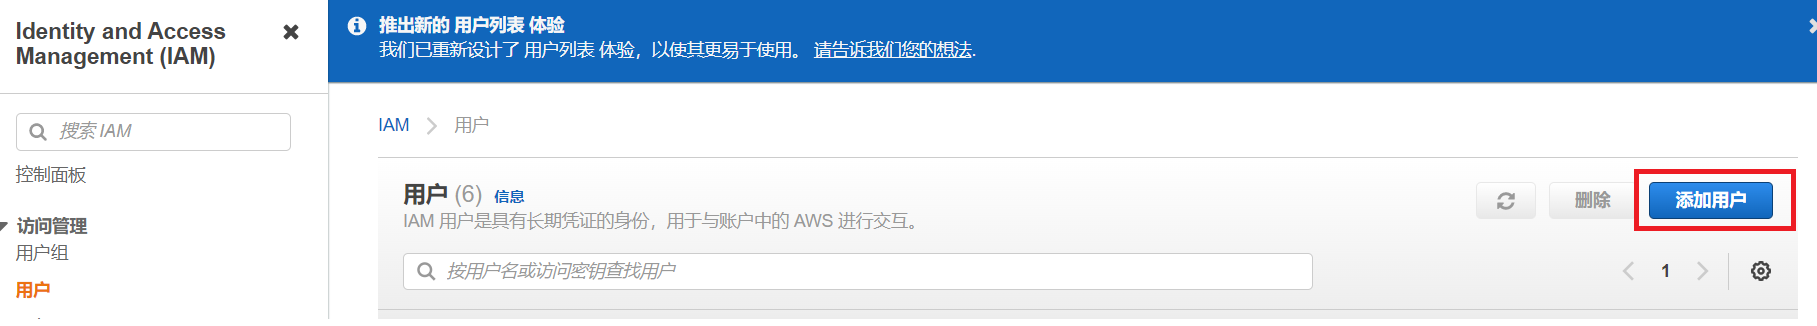 Identity and Access
Management (IAM)
搜索 IAM
控制面板
访问管理
用户组
用户
推出新的 用户列表 体验
我们已重新设计了 用户列表 体验，以使其更易于使用。 请告诉我们您的想法.
IAM 用户
用户 (6) 信息
IAM 用户是具有长期凭证的身份，用于与账户中的 AWS 进行交互。
删除
添加用户
按用户名或访问密钥查找用户
1